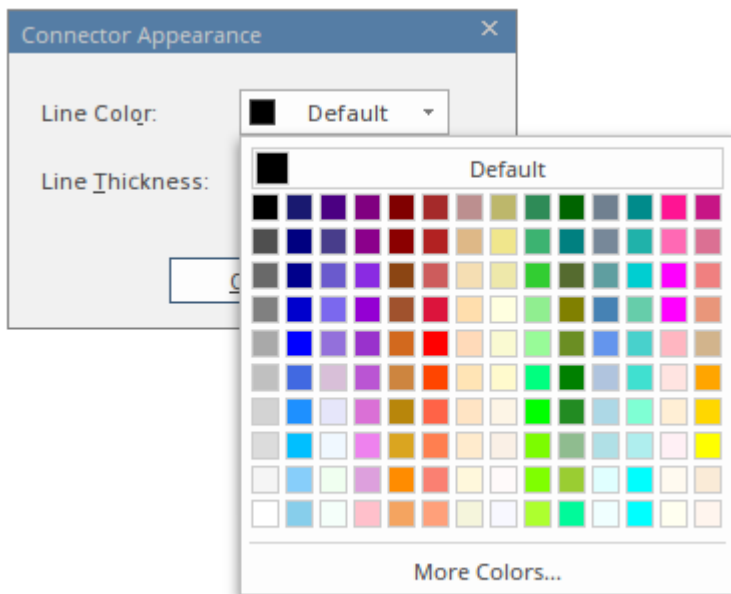 Connector Appearance
Line Color:
Default
Default
Line Thickness:
More Colors...